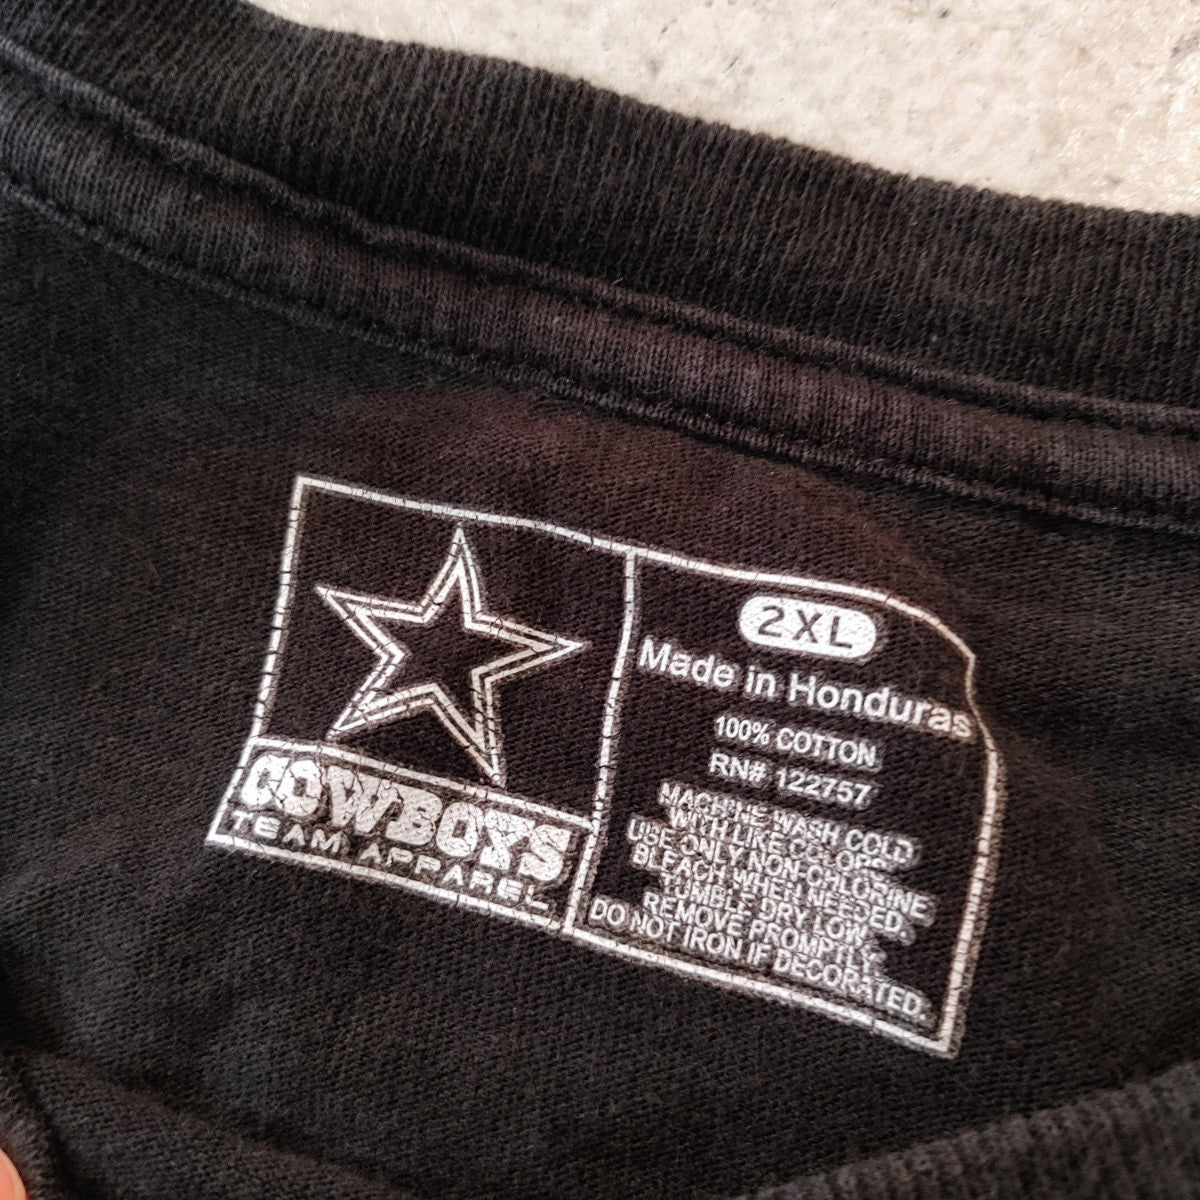 COWBOYS
TEAM APPAREL
2XL
Made in Honduras
100% COTTON
RN# 122757
MACHINE WASH COLD
WITH LIKE COLORS
USE ONLY NON-CHLORINE
BLEACH WHEN NEEDED.
TUMBLE DRY LOW.
REMOVE PROMPTLY.
DO NOT IRON IF DECORATED.